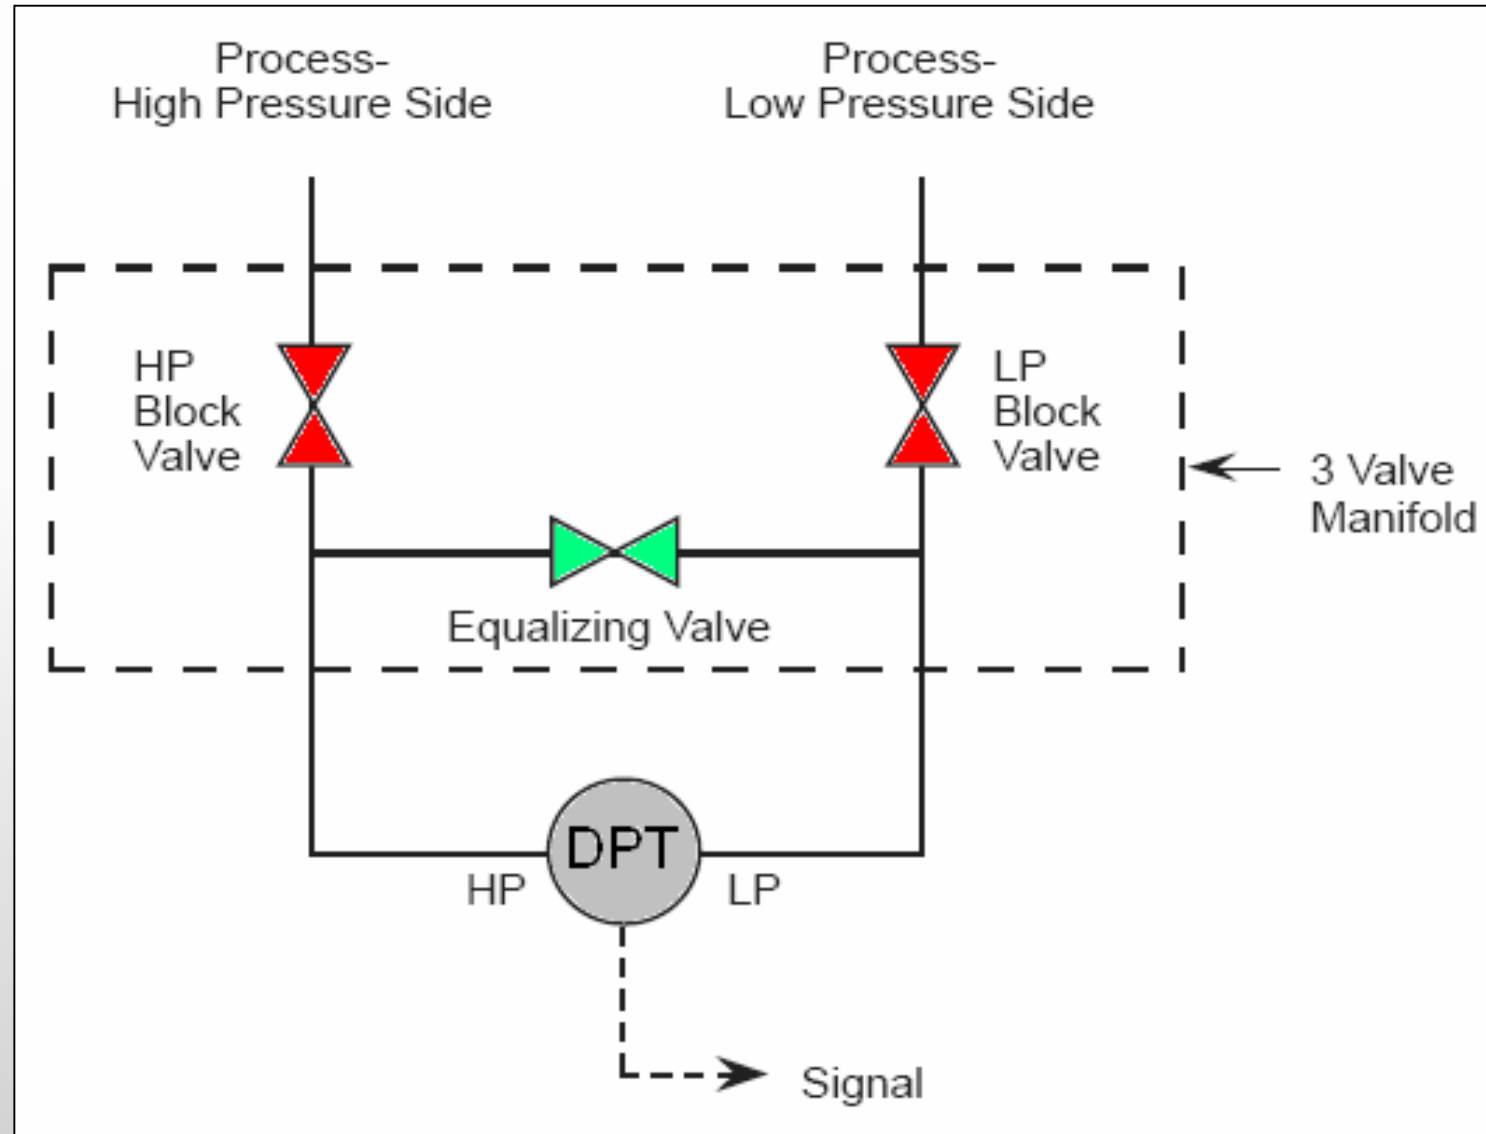 Process-
High Pressure Side
Process-
Low Pressure Side
HP
Block
Valve
LP
Block
Valve
3 Valve
Manifold
Equalizing Valve
DPT
HP
LP
Signal